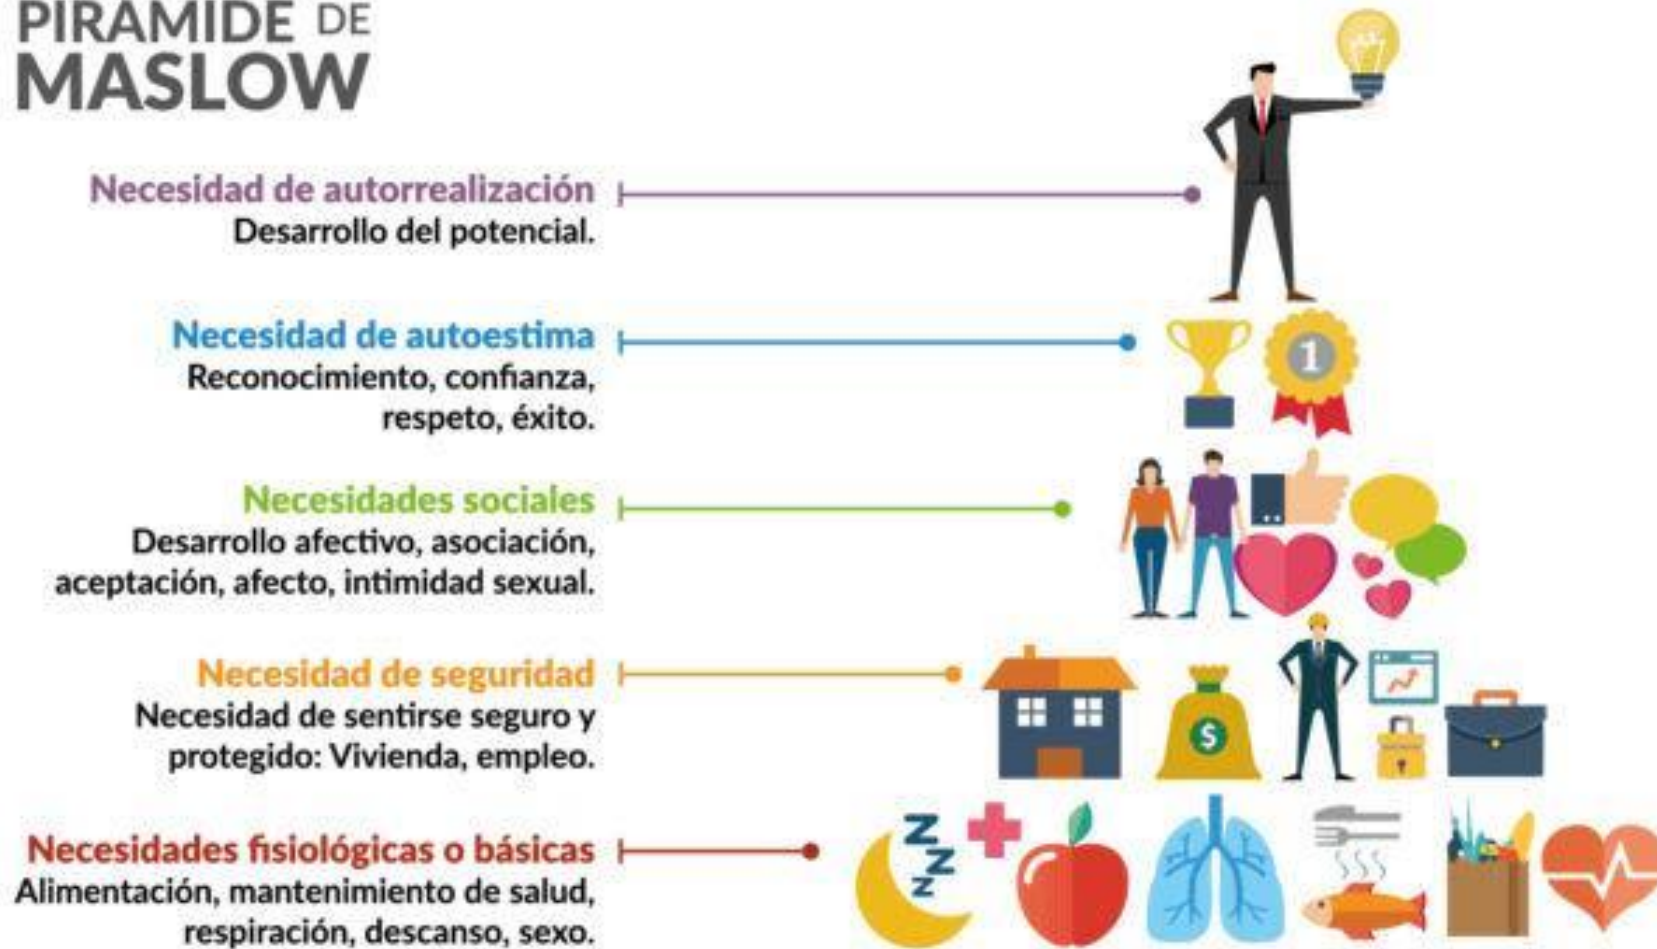 PIRÁMIDE DE
MASLOW
Necesidad de autorrealización
Desarrollo del potencial.
Necesidad de autoestima
Reconocimiento, confianza,
respeto, éxito.
1
Necesidades sociales
Desarrollo afectivo, asociación,
aceptación, afecto, intimidad sexual.
Necesidad de seguridad
Necesidad de sentirse seguro y
protegido: Vivienda, empleo.
$
Necesidades fisiológicas o básicas
Alimentación, mantenimiento de salud,
respiración, descanso, sexo.
N
N
N